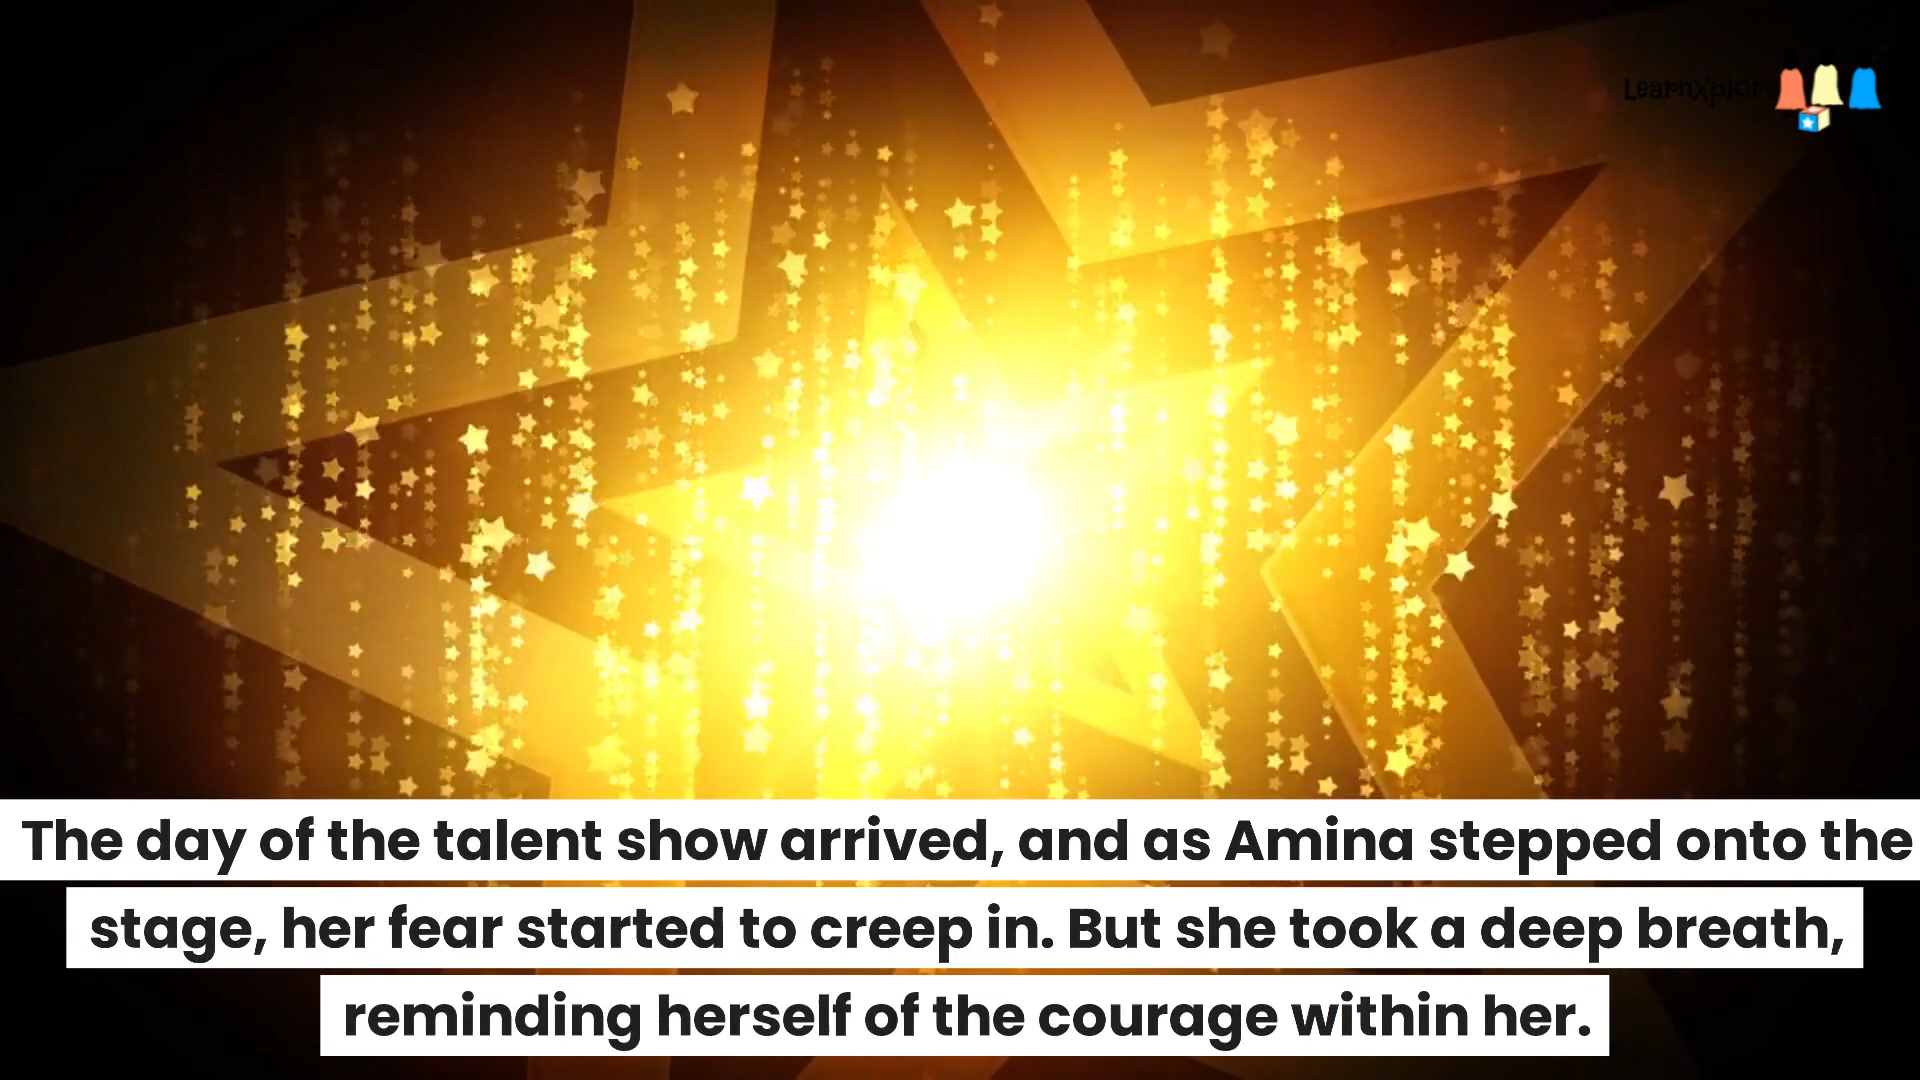 LearnXplore
The day of the talent show arrived, and as Amina stepped onto the
stage, her fear started to creep in. But she took a deep breath,
reminding herself of the courage within her.